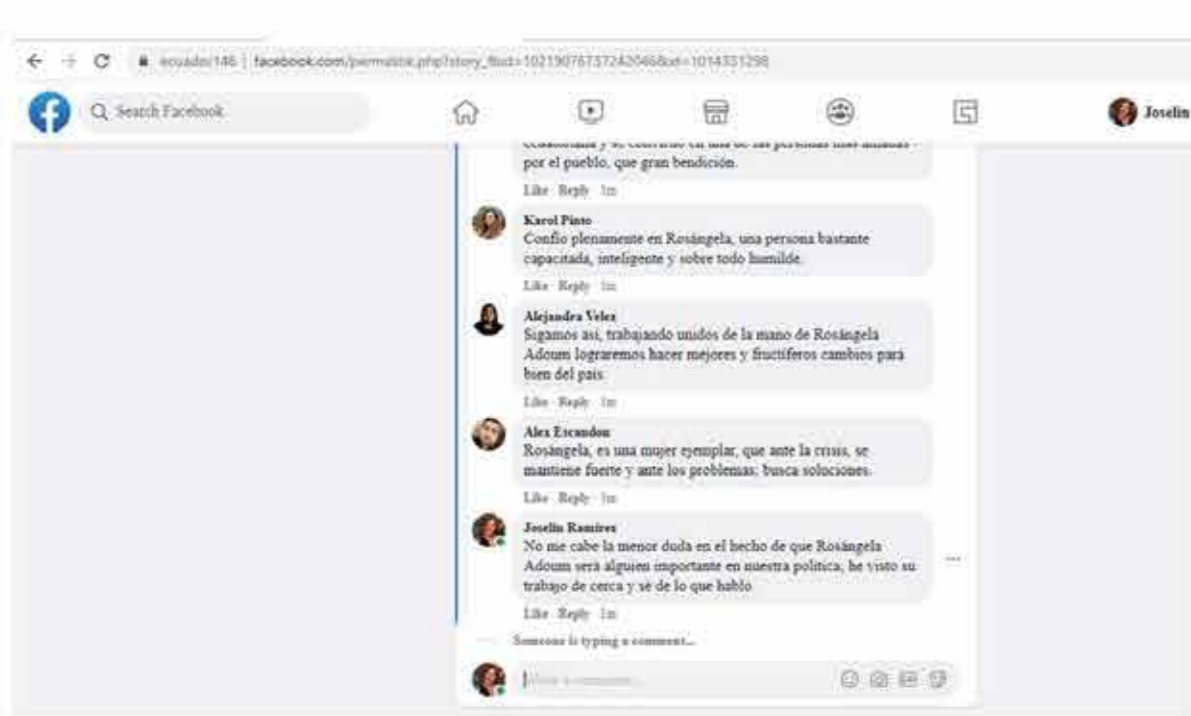 ecuador146 | facebook.com/permalink.php?story_fbid=
Search Facebook
Joselin
por el pueblo, que gran bendición.
Like Reply 1m
Karol Pinto
Confío plenamente en Rosángela, una persona bastante
capacitada, inteligente y sobre todo humilde.
Like Reply 1m
Alejandra Velez
Sigamos así, trabajando unidos de la mano de Rosángela
Adoum lograremos hacer mejores y fructíferos cambios para
bien del país.
Like Reply 1m
Alex Escandon
Rosángela, es una mujer ejemplar, que ante la crisis, se
mantiene fuerte y ante los problemas; busca soluciones.
Like Reply 1m
Joselin Ramirez
No me cabe la menor duda en el hecho de que Rosángela
Adoum será alguien importante en nuestra política, he visto su
trabajo de cerca y sé de lo que hablo
Like Reply 1m
Someone is typing a comment...
Write a comment...